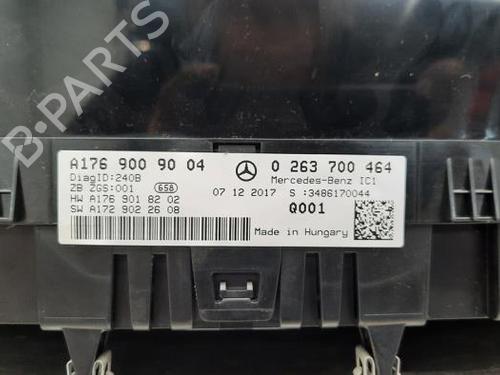 B-PARTS
A176 900 90 04
0 263 700 464
DiagID:240B
Mercedes-Benz IC1
ZB ZGS:001
658
07 12 2017
S :3486170044
HW A176 901 82 02
Q001
SW A172 902 26 08
Made in Hungary